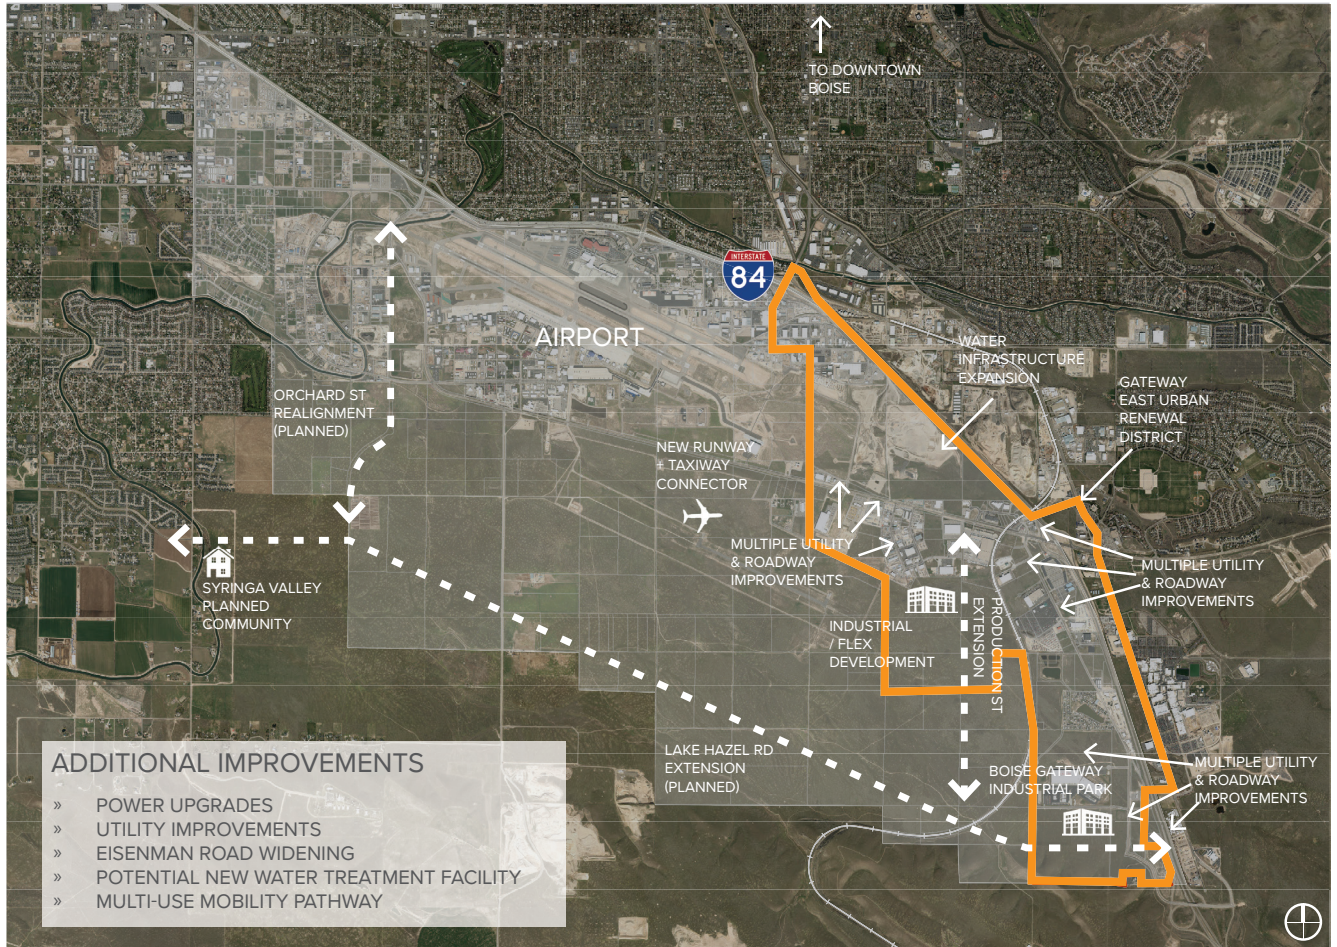 TO DOWNTOWN
BOISE
INTERSTATE
84
AIRPORT
WATER
INFRASTRUCTURE
EXPANSION
GATEWAY
EAST URBAN
RENEWAL
DISTRICT
ORCHARD ST
REALIGNMENT
(PLANNED)
NEW RUNWAY
+ TAXIWAY
CONNECTOR
MULTIPLE UTILITY
& ROADWAY
IMPROVEMENTS
MULTIPLE UTILITY
& ROADWAY
IMPROVEMENTS
SYRINGA VALLEY
PLANNED
COMMUNITY
INDUSTRIAL
/ FLEX
DEVELOPMENT
PRODUCTION ST
EXTENSION
LAKE HAZEL RD
EXTENSION
(PLANNED)
BOISE GATEWAY
INDUSTRIAL PARK
MULTIPLE UTILITY
& ROADWAY
IMPROVEMENTS
ADDITIONAL IMPROVEMENTS
» POWER UPGRADES
» UTILITY IMPROVEMENTS
» EISENMAN ROAD WIDENING
» POTENTIAL NEW WATER TREATMENT FACILITY
» MULTI-USE MOBILITY PATHWAY